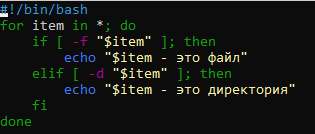 #!/bin/bash
for item in *; do
    if [ -f "$item" ]; then
        echo "$item - это файл"
    elif [ -d "$item" ]; then
        echo "$item - это директория"
    fi
done